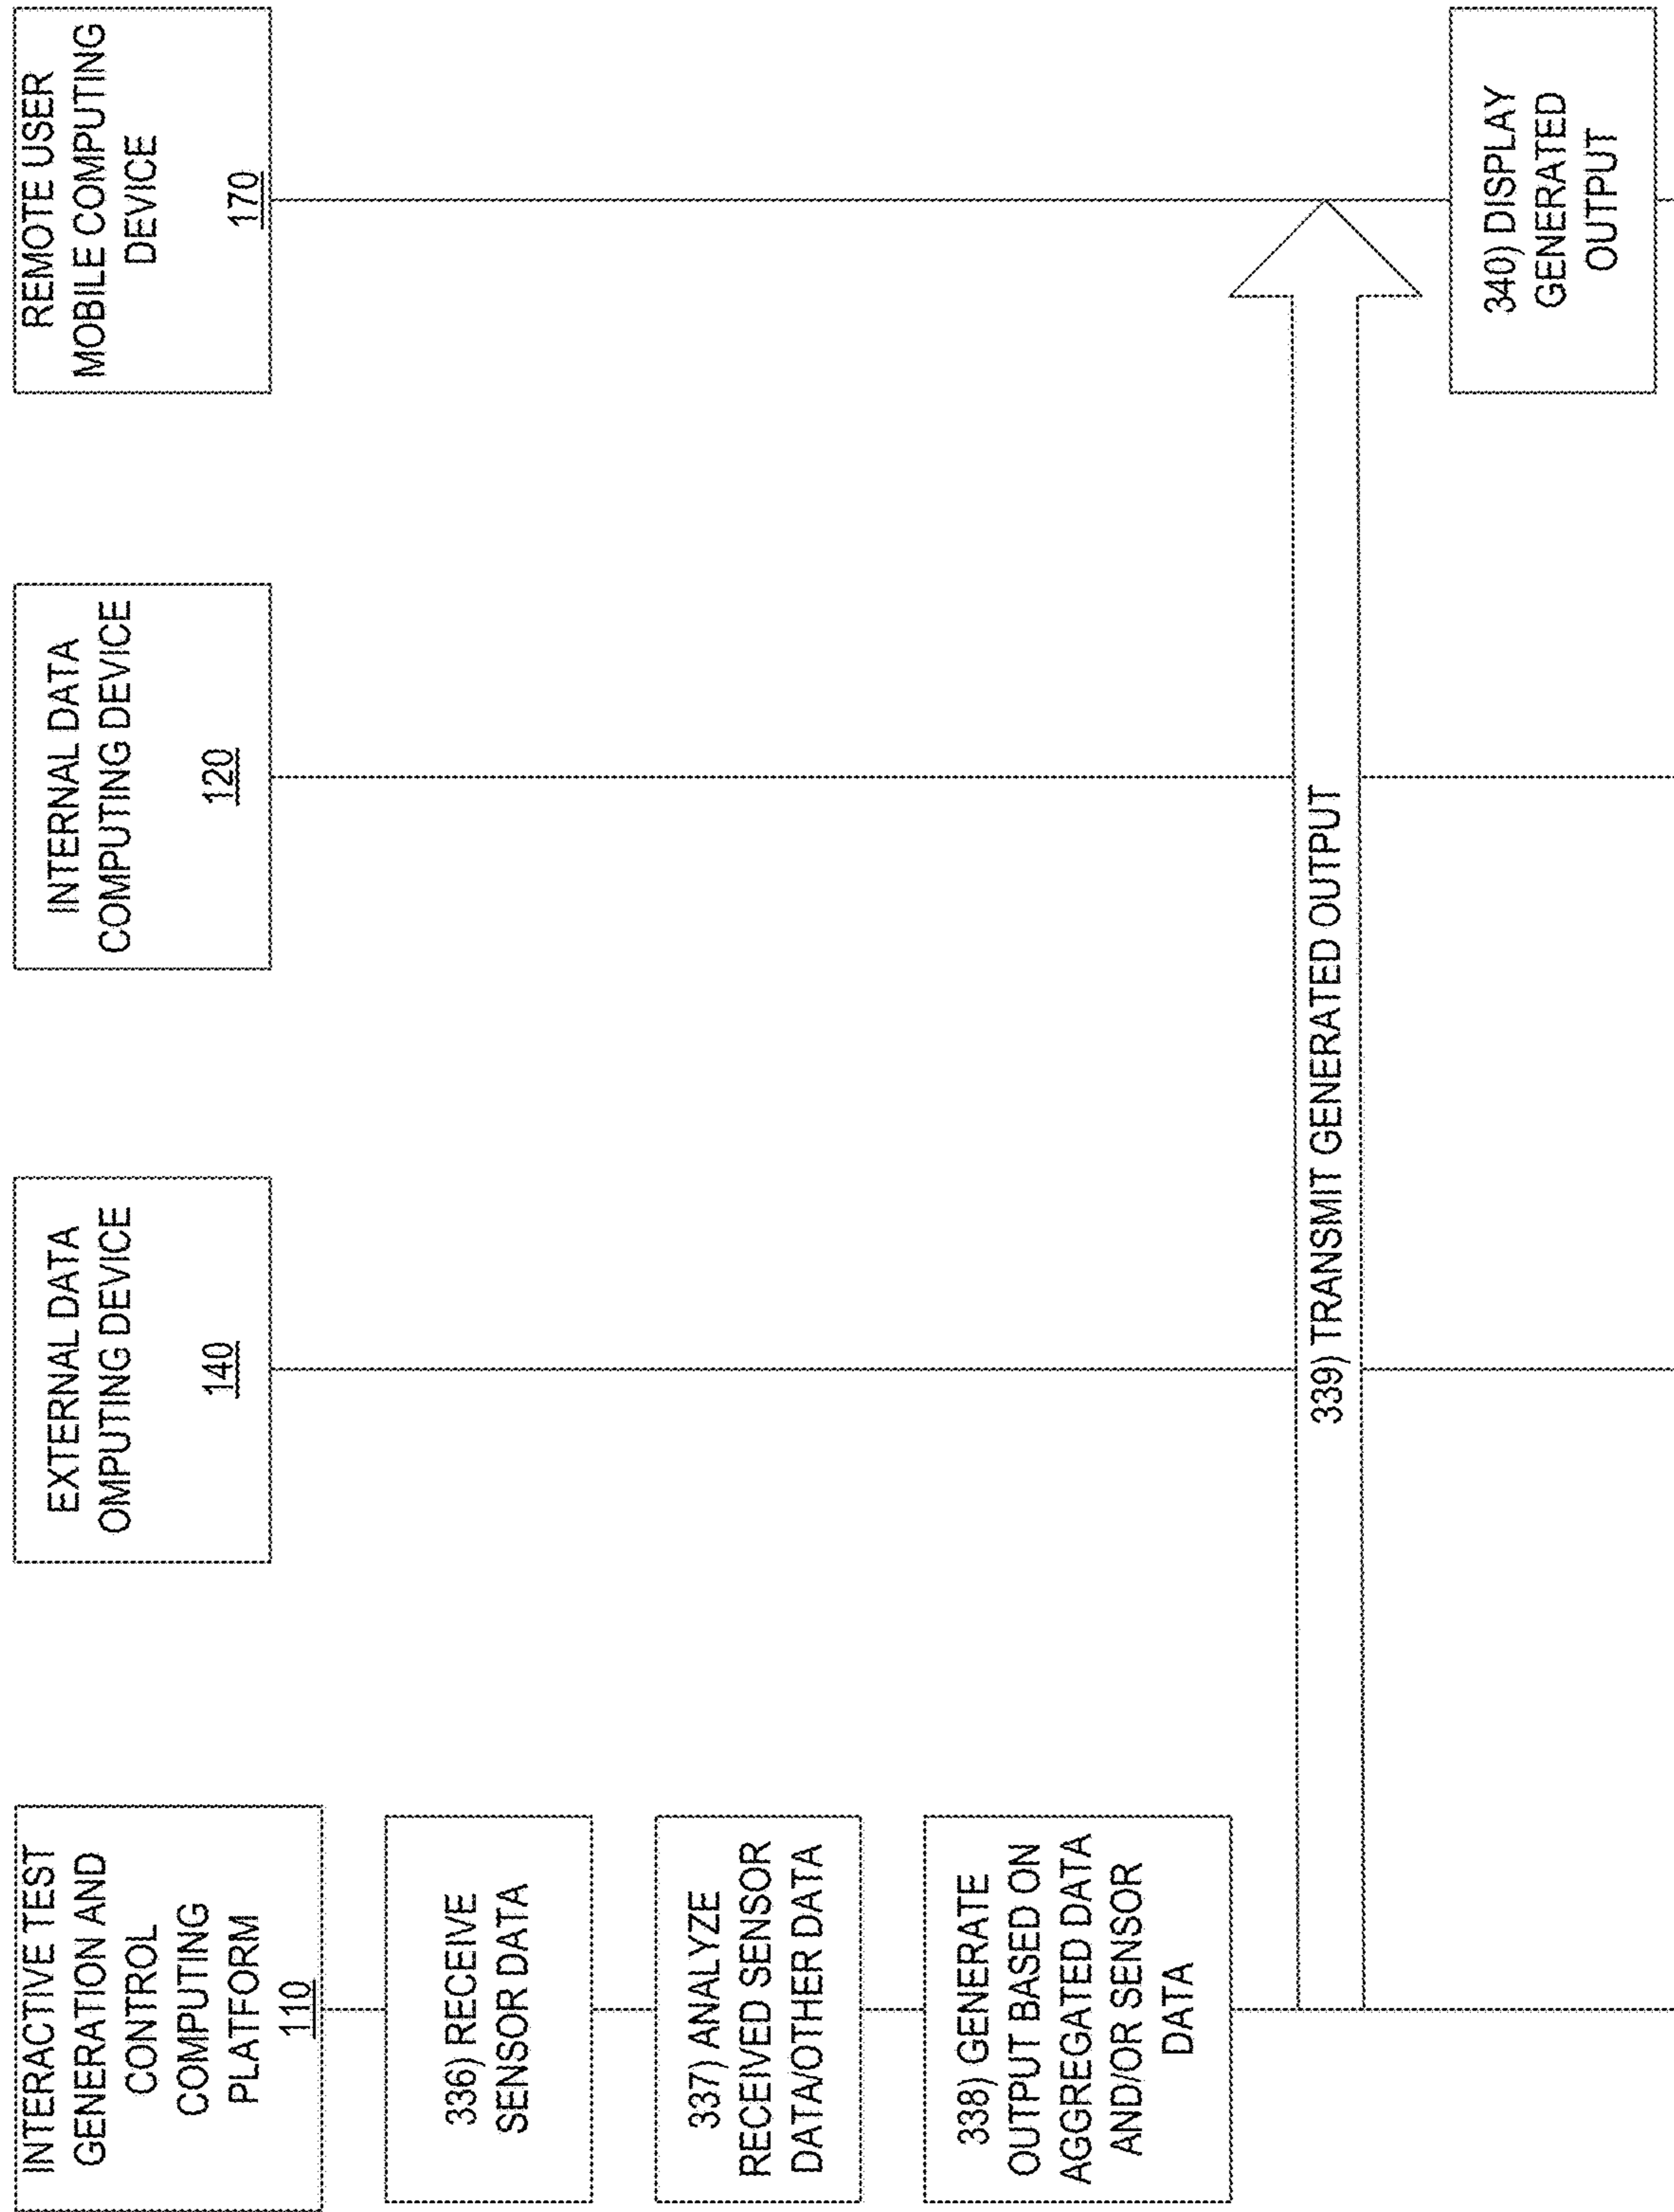 INTERACTIVE TEST
GENERATION AND
CONTROL
COMPUTING
PLATFORM
110
EXTERNAL DATA
OMPUTING DEVICE
140
INTERNAL DATA
COMPUTING DEVICE
120
REMOTE USER
MOBILE COMPUTING
DEVICE
170
336) RECEIVE
SENSOR DATA
337) ANALYZE
RECEIVED SENSOR
DATA/OTHER DATA
338) GENERATE
OUTPUT BASED ON
AGGREGATED DATA
AND/OR SENSOR
DATA
339) TRANSMIT GENERATED OUTPUT
340) DISPLAY
GENERATED
OUTPUT